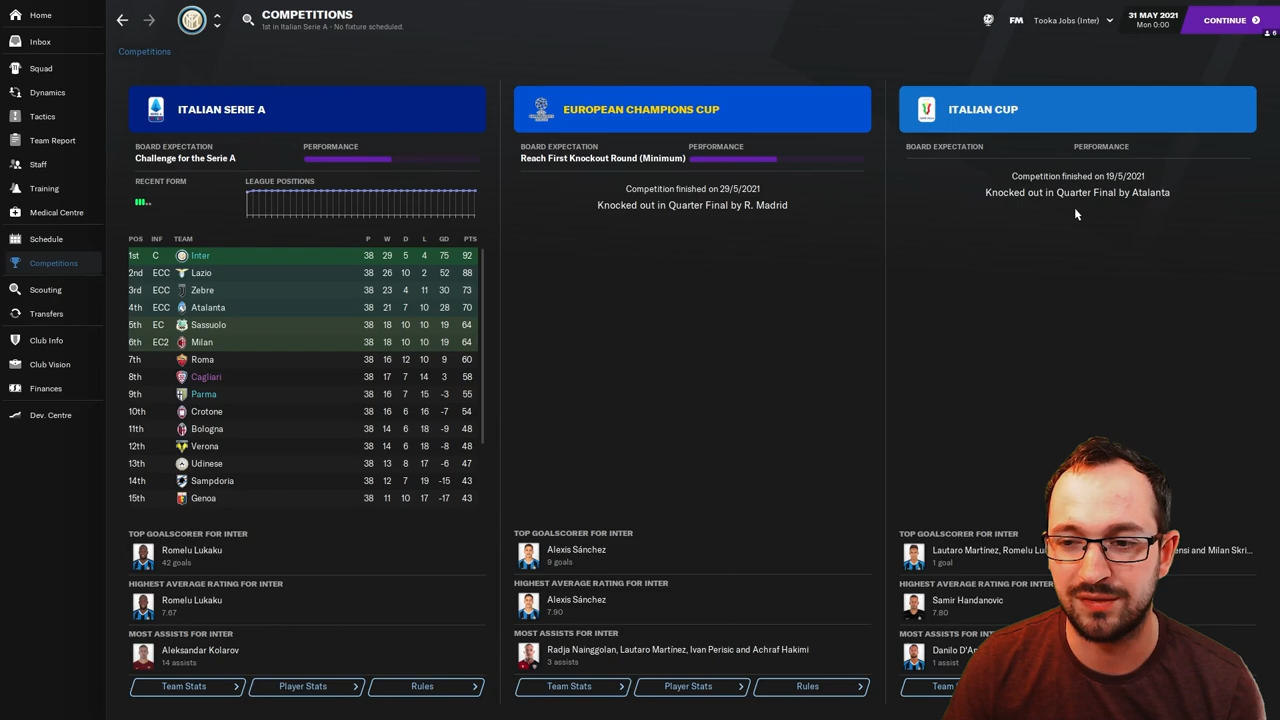 Home
Inbox
Squad
Dynamics
Tactics
Team Report
Staff
Training
Medical Centre
Schedule
Competitions
Scouting
Transfers
Club Info
Club Vision
Finances
Dev. Centre
COMPETITIONS
1st in Italian Serie A - No fixture scheduled.
FM
Tooka Jobs (Inter)
31 MAY 2021
Mon 0:00
CONTINUE
6
Competitions
ITALIAN SERIE A
BOARD EXPECTATION PERFORMANCE
Challenge for the Serie A
RECENT FORM LEAGUE POSITIONS
POS INF TEAM P W D L GD PTS
1st C Inter 38 29 5 4 75 92
2nd ECC Lazio 38 26 10 2 52 88
3rd ECC Zebre 38 23 4 11 30 73
4th ECC Atalanta 38 21 7 10 28 70
5th EC Sassuolo 38 18 10 10 19 64
6th EC2 Milan 38 18 10 10 19 64
7th Roma 38 16 12 10 9 60
8th Cagliari 38 17 7 14 3 58
9th Parma 38 16 7 15 -3 55
10th Crotone 38 16 6 16 -7 54
11th Bologna 38 14 6 18 -9 48
12th Verona 38 14 6 18 -8 48
13th Udinese 38 13 8 17 -6 47
14th Sampdoria 38 12 7 19 -15 43
15th Genoa 38 11 10 17 -17 43
TOP GOALSCORER FOR INTER
Romelu Lukaku
42 goals
HIGHEST AVERAGE RATING FOR INTER
Romelu Lukaku
7.67
MOST ASSISTS FOR INTER
Aleksandar Kolarov
14 assists
Team Stats Player Stats Rules
EUROPEAN CHAMPIONS CUP
BOARD EXPECTATION PERFORMANCE
Reach First Knockout Round (Minimum)
Competition finished on 29/5/2021
Knocked out in Quarter Final by R. Madrid
TOP GOALSCORER FOR INTER
Alexis Sánchez
9 goals
HIGHEST AVERAGE RATING FOR INTER
Alexis Sánchez
7.90
MOST ASSISTS FOR INTER
Radja Nainggolan, Lautaro Martínez, Ivan Perisic and Achraf Hakimi
3 assists
Team Stats Player Stats Rules
ITALIAN CUP
BOARD EXPECTATION PERFORMANCE
Competition finished on 19/5/2021
Knocked out in Quarter Final by Atalanta
TOP GOALSCORER FOR INTER
Lautaro Martínez, Romelu and Milan Skri...
1 goal
HIGHEST AVERAGE RATING FOR INTER
Samir Handanovic
7.80
MOST ASSISTS FOR
Danilo
1 assist